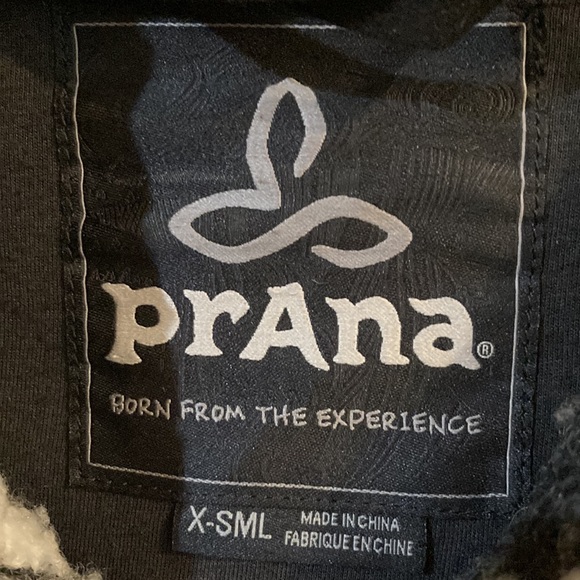 prAna®
BORN FROM THE EXPERIENCE
X-SML
MADE IN CHINA
FABRIQUE EN CHINE